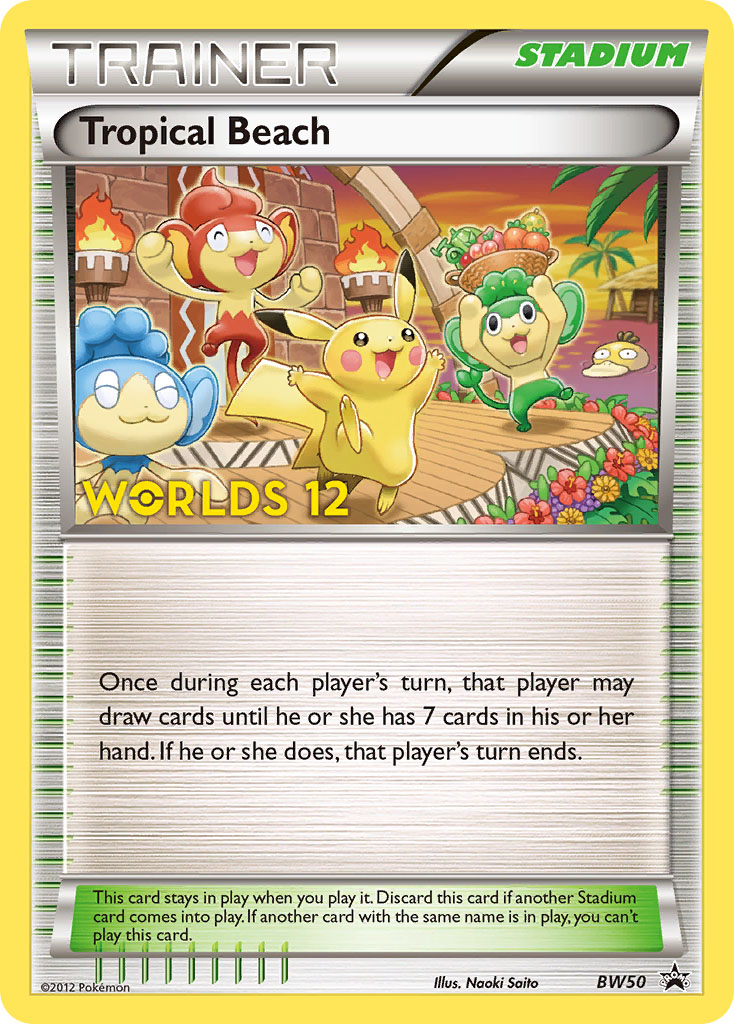 TRAINER
STADIUM
Tropical Beach
WORLDS 12
Once during each player's turn, that player may
draw cards until he or she has 7 cards in his or her
hand. If he or she does, that player's turn ends.
This card stays in play when you play it. Discard this card if another Stadium
card comes into play. If another card with the same name is in play, you can't
play this card.
©2012 Pokémon
Illus. Naoki Saito
BW50
PROMO